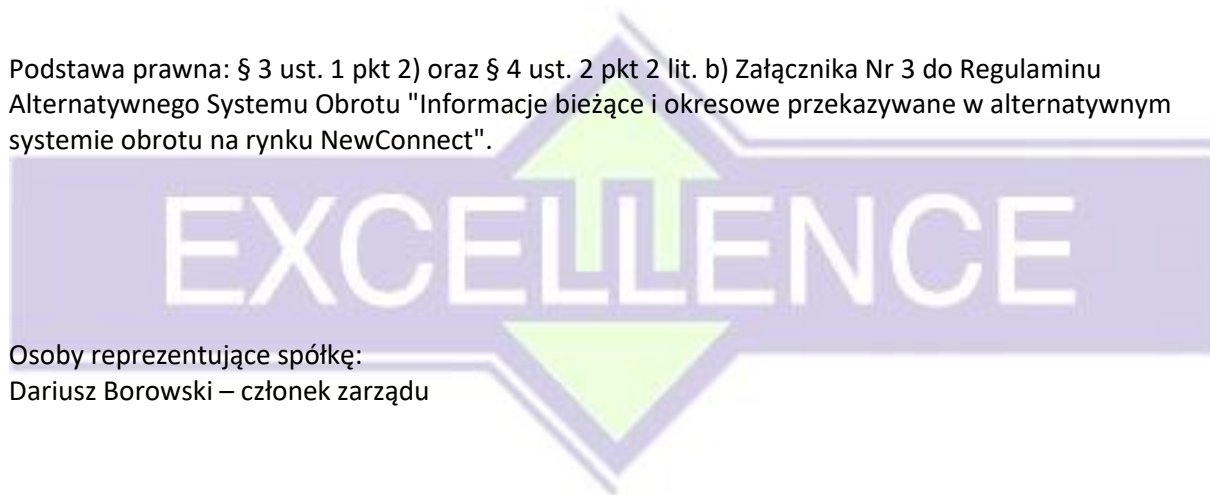 Podstawa prawna: § 3 ust. 1 pkt 2) oraz § 4 ust. 2 pkt 2 lit. b) Załącznika Nr 3 do Regulaminu
Alternatywnego Systemu Obrotu "Informacje bieżące i okresowe przekazywane w alternatywnym
systemie obrotu na rynku NewConnect".
EXCELLENCE
Osoby reprezentujące spółkę:
Dariusz Borowski – członek zarządu